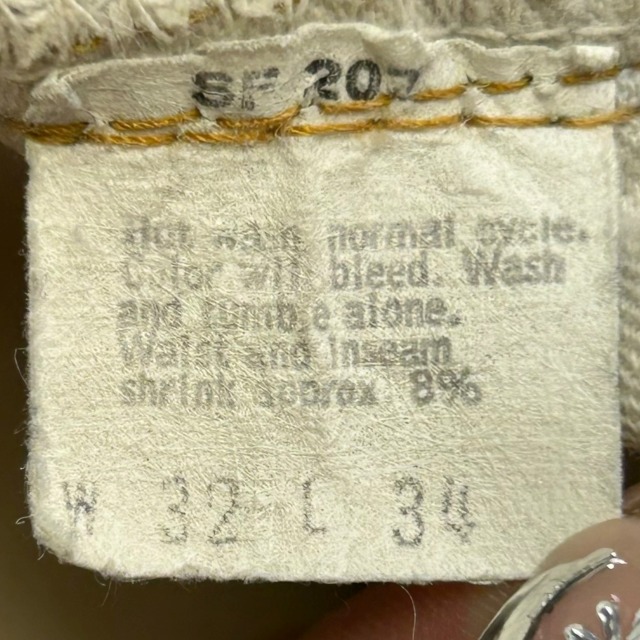 SF 207
Hot wash normal cycle.
Color will bleed. Wash
and tumble alone.
Waist and inseam
shrink approx 8%
W 32 L 34